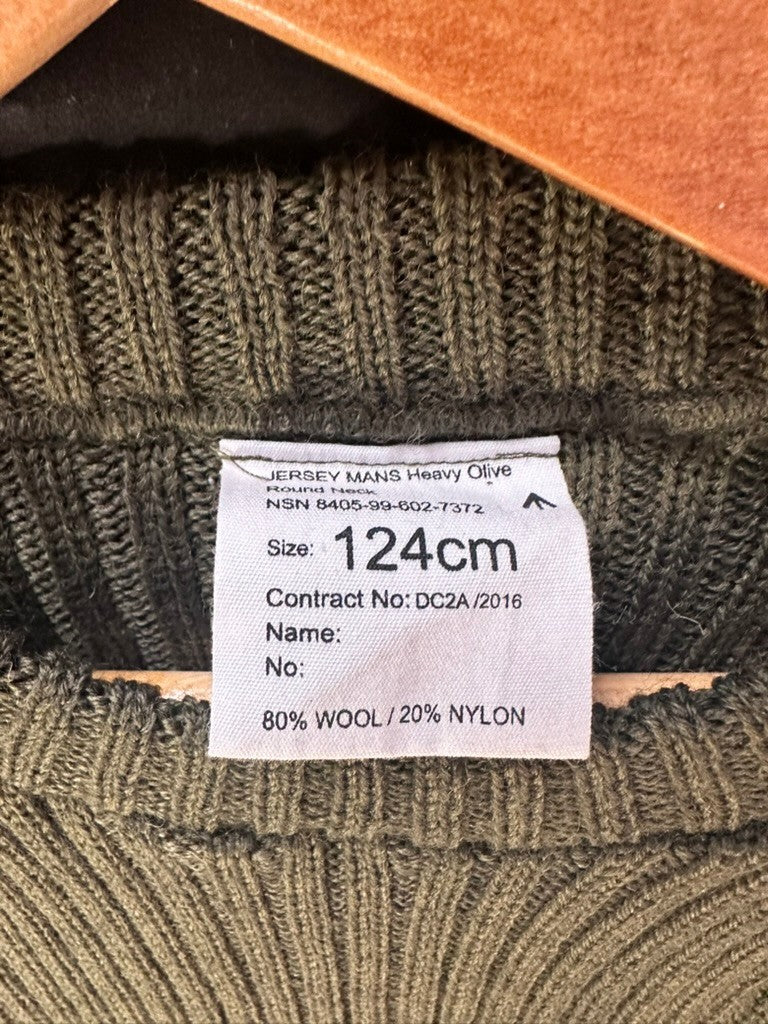 JERSEY MANS Heavy Olive
Round Neck
NSN 8405-99-602-7372
Size: 124cm
Contract No: DC2A /2016
Name:
No:
80% WOOL / 20% NYLON